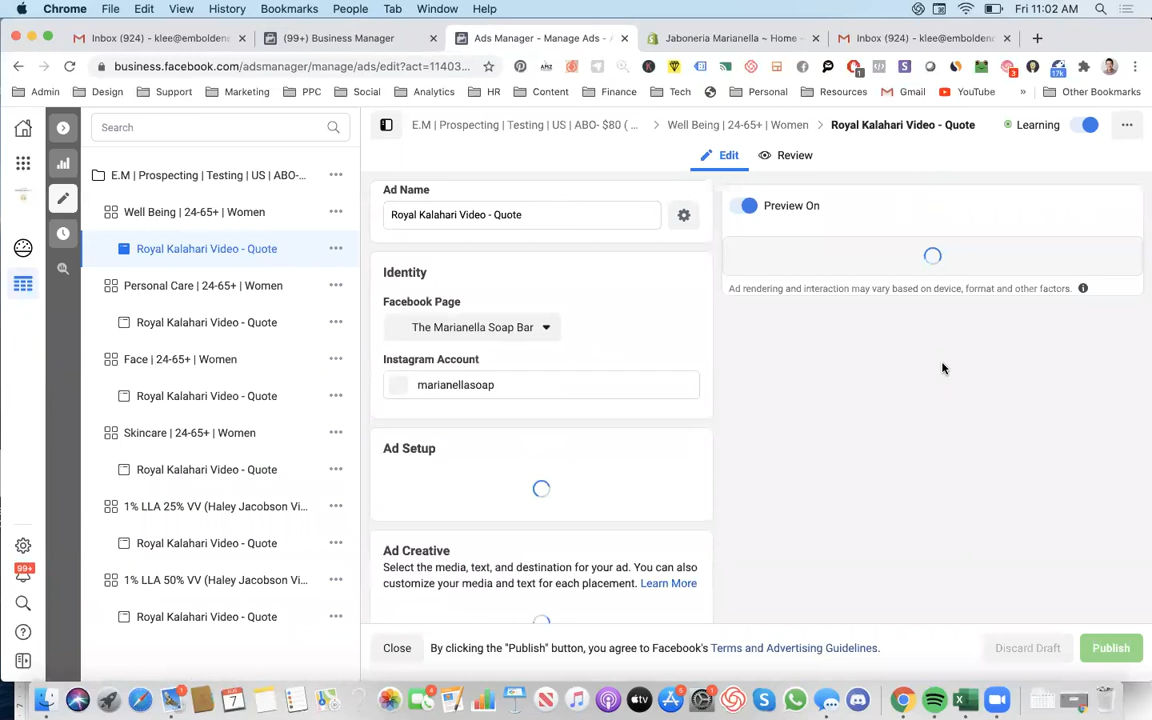 Chrome File Edit View History Bookmarks People Tab Window Help Fri 11:02 AM
Inbox (924) - klee@embolden
(99+) Business Manager
Ads Manager - Manage Ads -
Jaboneria Marianella ~ Home -
Inbox (924) - klee@embolden
business.facebook.com/adsmanager/manage/ads/edit?act=11403...
Admin Design Support Marketing PPC Social Analytics HR Content Finance Tech Personal Resources Gmail YouTube » Other Bookmarks
Search
E.M | Prospecting | Testing | US | ABO-...
Well Being | 24-65+ | Women
Royal Kalahari Video - Quote
Personal Care | 24-65+ | Women
Royal Kalahari Video - Quote
Face | 24-65+ | Women
Royal Kalahari Video - Quote
Skincare | 24-65+ | Women
Royal Kalahari Video - Quote
1% LLA 25% VV (Haley Jacobson Vi...
Royal Kalahari Video - Quote
1% LLA 50% VV (Haley Jacobson Vi...
Royal Kalahari Video - Quote
99+
E.M | Prospecting | Testing | US | ABO- $80 ( ...
Well Being | 24-65+ | Women
Royal Kalahari Video - Quote
Learning
Edit
Review
Ad Name
Royal Kalahari Video - Quote
Identity
Facebook Page
The Marianella Soap Bar
Instagram Account
marianellasoap
Ad Setup
Ad Creative
Select the media, text, and destination for your ad. You can also
customize your media and text for each placement. Learn More
Preview On
Ad rendering and interaction may vary based on device, format and other factors.
Close
By clicking the "Publish" button, you agree to Facebook's Terms and Advertising Guidelines.
Discard Draft
Publish